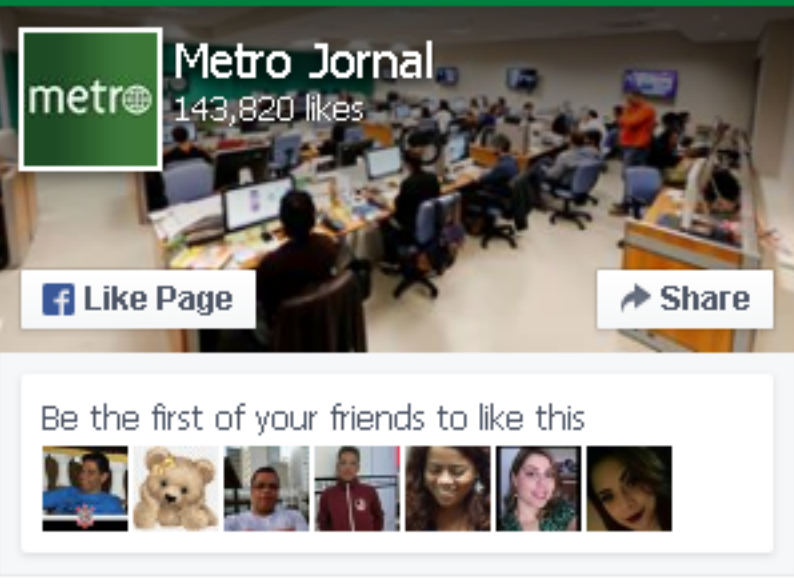 Metro Jornal
metro
143,820 likes
Like Page
Share
Be the first of your friends to like this